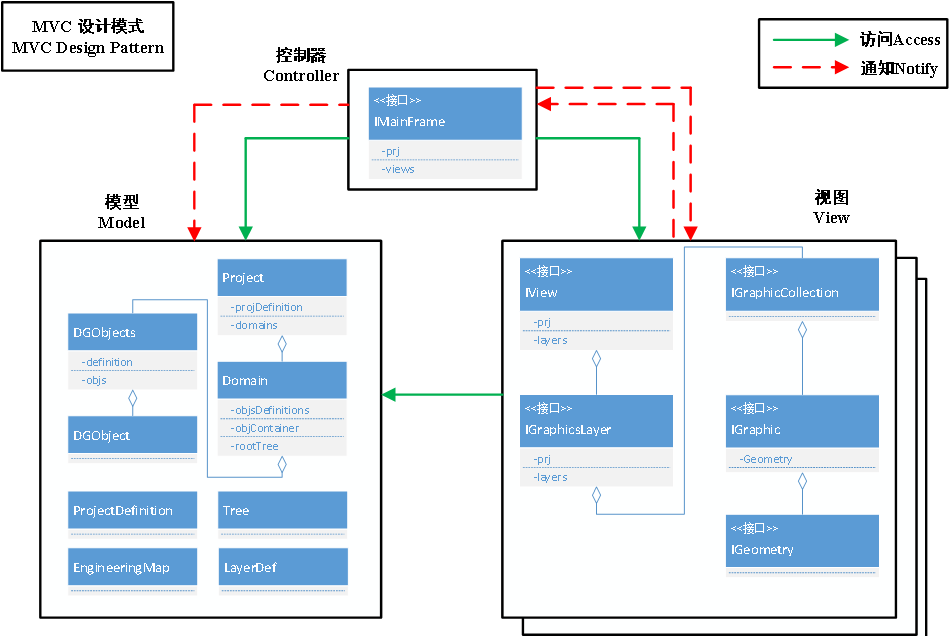 MVC 设计模式
MVC Design Pattern
访问Access
通知Notify
控制器
Controller
<<接口>>
IMainFrame
-prj
-views
模型
Model
Project
-projDefinition
-domains
DGObjects
-definition
-objs
Domain
-objsDefinitions
-objContainer
-rootTree
DGObject
ProjectDefinition
Tree
EngineeringMap
LayerDef
视图
View
<<接口>>
IView
-prj
-layers
<<接口>>
IGraphicCollection
<<接口>>
IGraphicsLayer
-prj
-layers
<<接口>>
IGraphic
-Geometry
<<接口>>
IGeometry